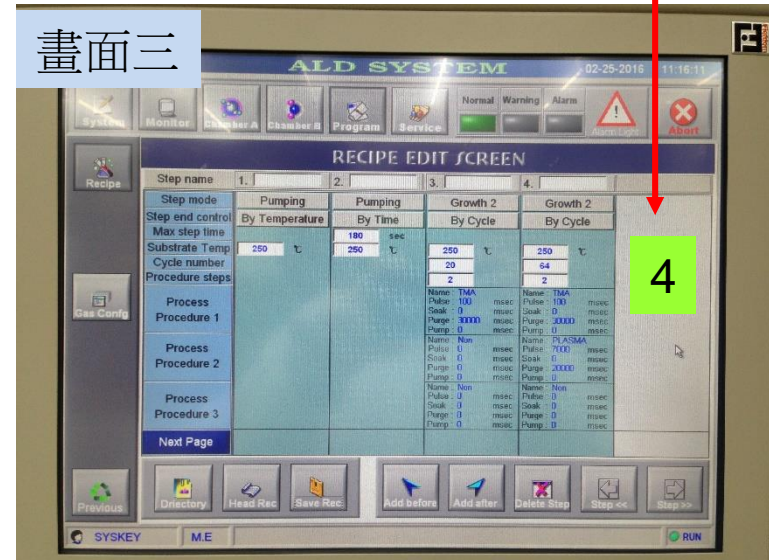 畫面三
ALD SYSTEM
02-25-2016 11:16:11
System Monitor Chamber A Chamber B Program Service Normal Warning Alarm Alarm Light Abort
RECIPE EDIT SCREEN
Recipe
Step name 1. 2. 3. 4.
Step mode Pumping Pumping Growth 2 Growth 2
Step end control By Temperature By Time By Cycle By Cycle
Max step time 180 sec
Substrate Temp 250 ℃ 250 ℃ 250 ℃ 250 ℃
Cycle number 20 64
Procedure steps 2 2
4
Gas Confg
Process Procedure 1
Name : TMA Name : TMA
Pulse : 100 msec Pulse : 100 msec
Soak : 0 msec Soak : 0 msec
Purge : 30000 msec Purge : 30000 msec
Pump : 0 msec Pump : 0 msec
Process Procedure 2
Name : Non Name : PLASMA
Pulse : 0 msec Pulse : 7000 msec
Soak : 0 msec Soak : 0 msec
Purge : 0 msec Purge : 20000 msec
Pump : 0 msec Pump : 0 msec
Process Procedure 3
Name : Non Name : Non
Pulse : 0 msec Pulse : 0 msec
Soak : 0 msec Soak : 0 msec
Purge : 0 msec Purge : 0 msec
Pump : 0 msec Pump : 0 msec
Next Page
Previous Driectory Head Rec Save Rec Add before Add after Delete Step Step << Step >>
SYSKEY M.E RUN